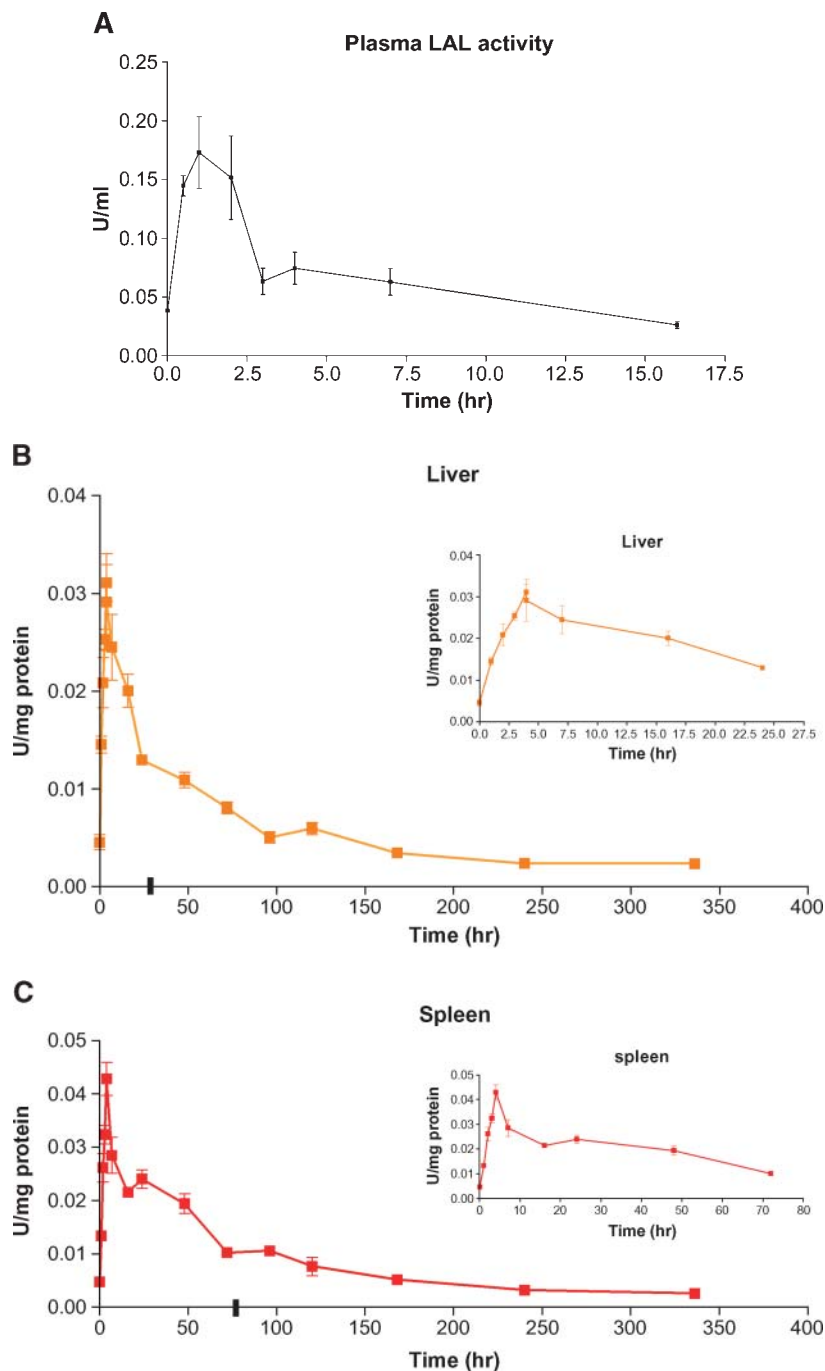 A
Plasma LAL activity
0.25
0.20
0.15
0.10
0.05
0.00
U/ml
0.0 2.5 5.0 7.5 10.0 12.5 15.0 17.5
Time (hr)
B
Liver
0.04
0.03
0.02
0.01
0.00
U/mg protein
0 50 100 150 200 250 300 350 400
Time (hr)
Liver
0.04
0.03
0.02
0.01
0.00
U/mg protein
0.0 2.5 5.0 7.5 10.0 12.5 15.0 17.5 20.0 22.5 25.0 27.5
Time (hr)
C
Spleen
0.05
0.04
0.03
0.02
0.01
0.00
U/mg protein
0 50 100 150 200 250 300 350 400
Time (hr)
spleen
0.05
0.04
0.03
0.02
0.01
0.00
U/mg protein
0 10 20 30 40 50 60 70 80
Time (hr)